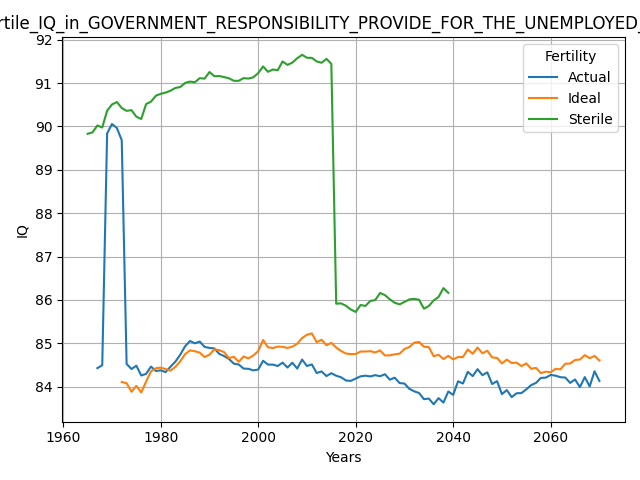 rtile_IQ_in_GOVERNMENT_RESPONSIBILITY_PROVIDE_FOR_THE_UNEMPLOYED_
92
91
90
89
88
87
86
85
84
IQ
Fertility
Actual
Ideal
Sterile
1960 1980 2000 2020 2040 2060
Years